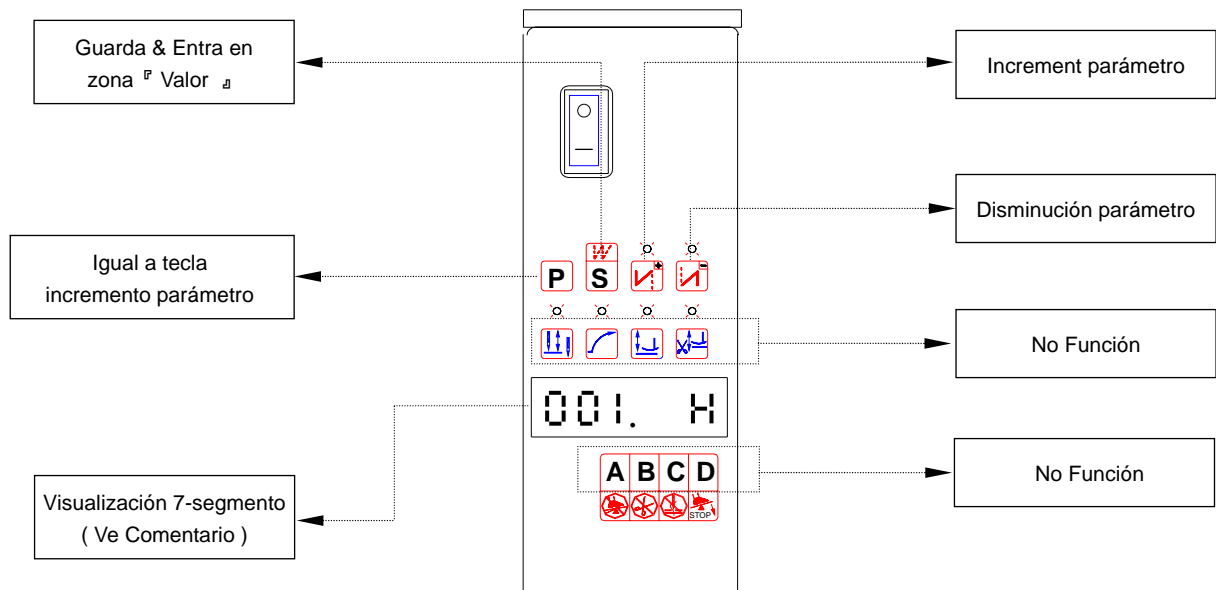 Guarda & Entra en
zona『 Valor 』
Increment parámetro
Disminución parámetro
Igual a tecla
incremento parámetro
W
P S + -
No Función
001. H
A B C D
STOP
No Función
Visualización 7-segmento
( Ve Comentario )